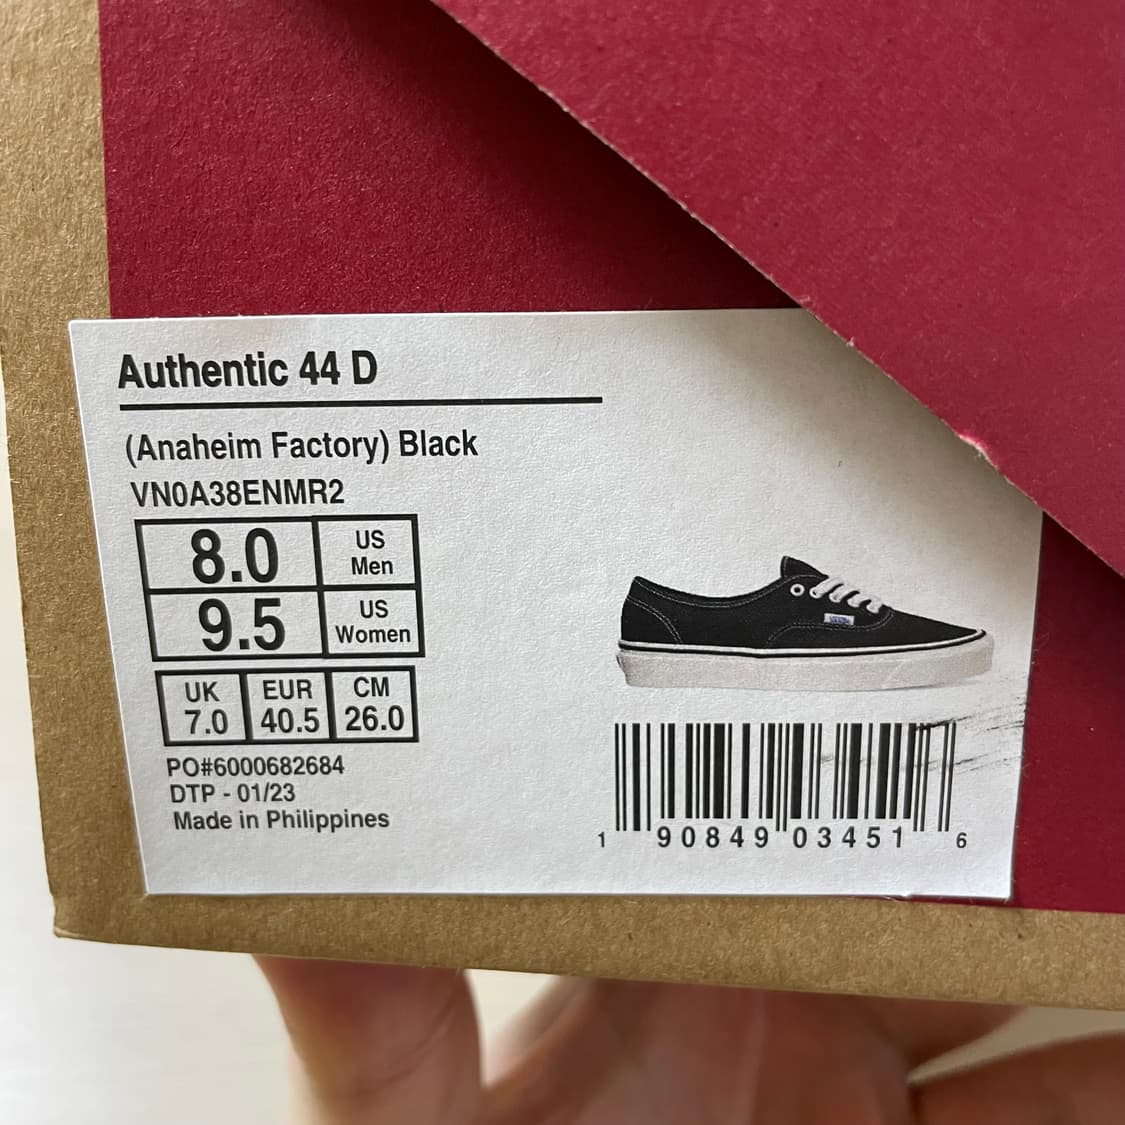 Authentic 44 D
(Anaheim Factory) Black
VN0A38ENMR2
8.0 US Men
9.5 US Women
UK EUR CM
7.0 40.5 26.0
PO#6000682684
DTP - 01/23
Made in Philippines
1 90849 03451 6